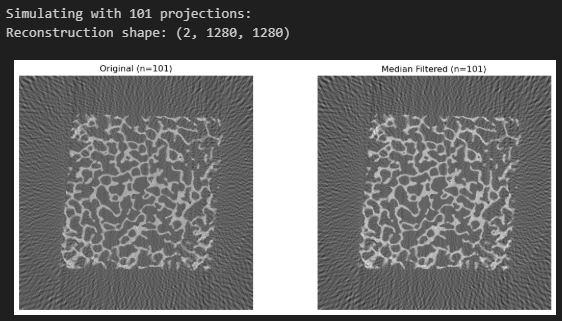 Simulating with 101 projections:
Reconstruction shape: (2, 1280, 1280)
Original (n=101)
Median Filtered (n=101)